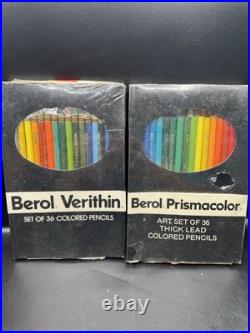 Berol Verithin
SET OF 36 COLORED PENCILS
Berol Prismacolor
ART SET OF 36
THICK LEAD
COLORED PENCILS